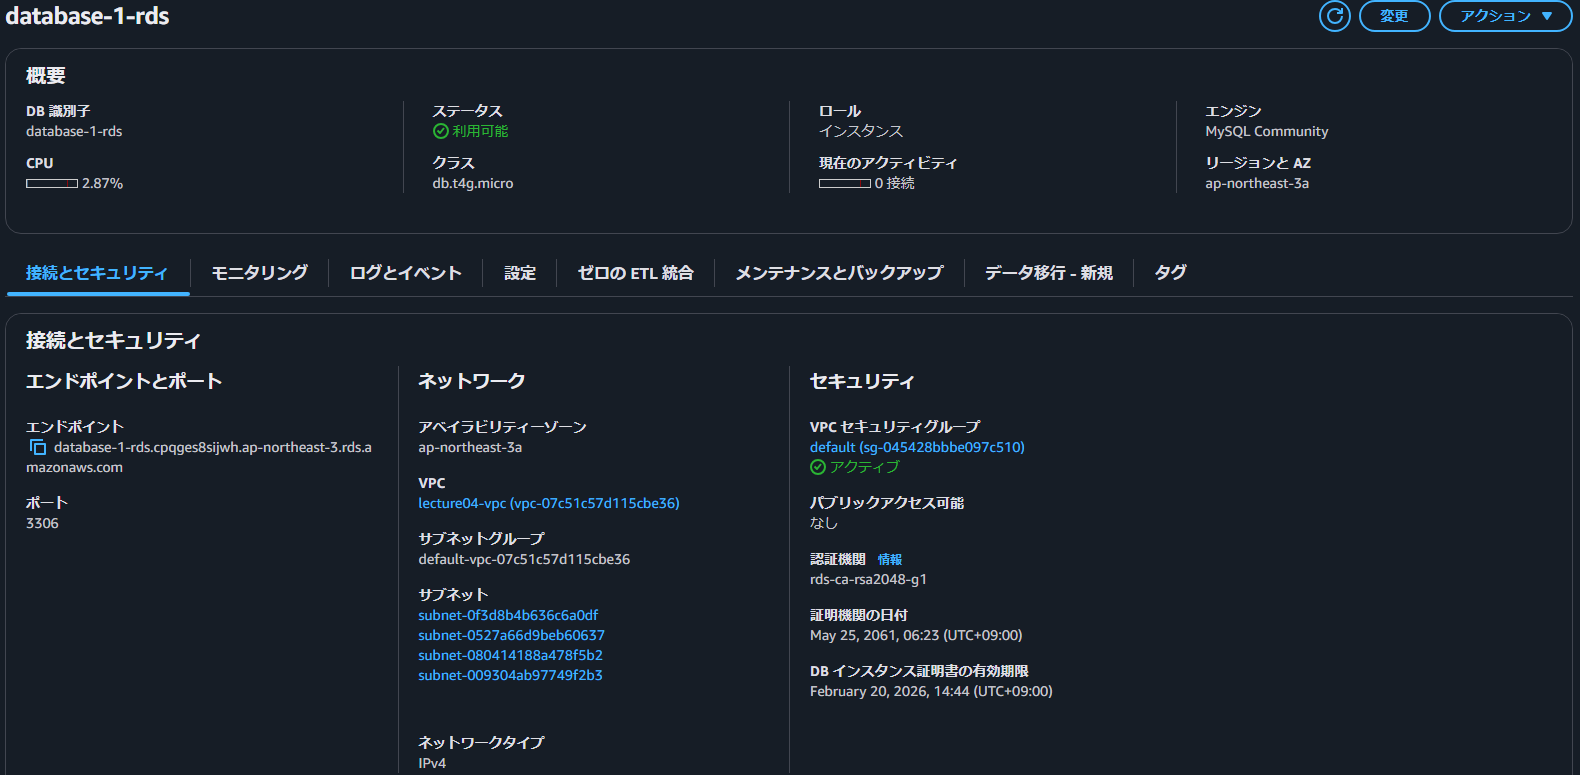 database-1-rds
変更
アクション
概要
DB 識別子
database-1-rds
ステータス
利用可能
ロール
インスタンス
エンジン
MySQL Community
CPU
2.87%
クラス
db.t4g.micro
現在のアクティビティ
0 接続
リージョンと AZ
ap-northeast-3a
接続とセキュリティ
モニタリング
ログとイベント
設定
ゼロの ETL 統合
メンテナンスとバックアップ
データ移行 - 新規
タグ
接続とセキュリティ
エンドポイントとポート
エンドポイント
database-1-rds.cpqges8sijwh.ap-northeast-3.rds.a
mazonaws.com
ポート
3306
ネットワーク
アベイラビリティーゾーン
ap-northeast-3a
VPC
lecture04-vpc (vpc-07c51c57d115cbe36)
サブネットグループ
default-vpc-07c51c57d115cbe36
サブネット
subnet-0f3d8b4b636c6a0df
subnet-0527a66d9beb60637
subnet-080414188a478f5b2
subnet-009304ab97749f2b3
ネットワークタイプ
IPv4
セキュリティ
VPC セキュリティグループ
default (sg-045428bbbe097c510)
アクティブ
パブリックアクセス可能
なし
認証機関 情報
rds-ca-rsa2048-g1
証明機関の日付
May 25, 2061, 06:23 (UTC+09:00)
DB インスタンス証明書の有効期限
February 20, 2026, 14:44 (UTC+09:00)